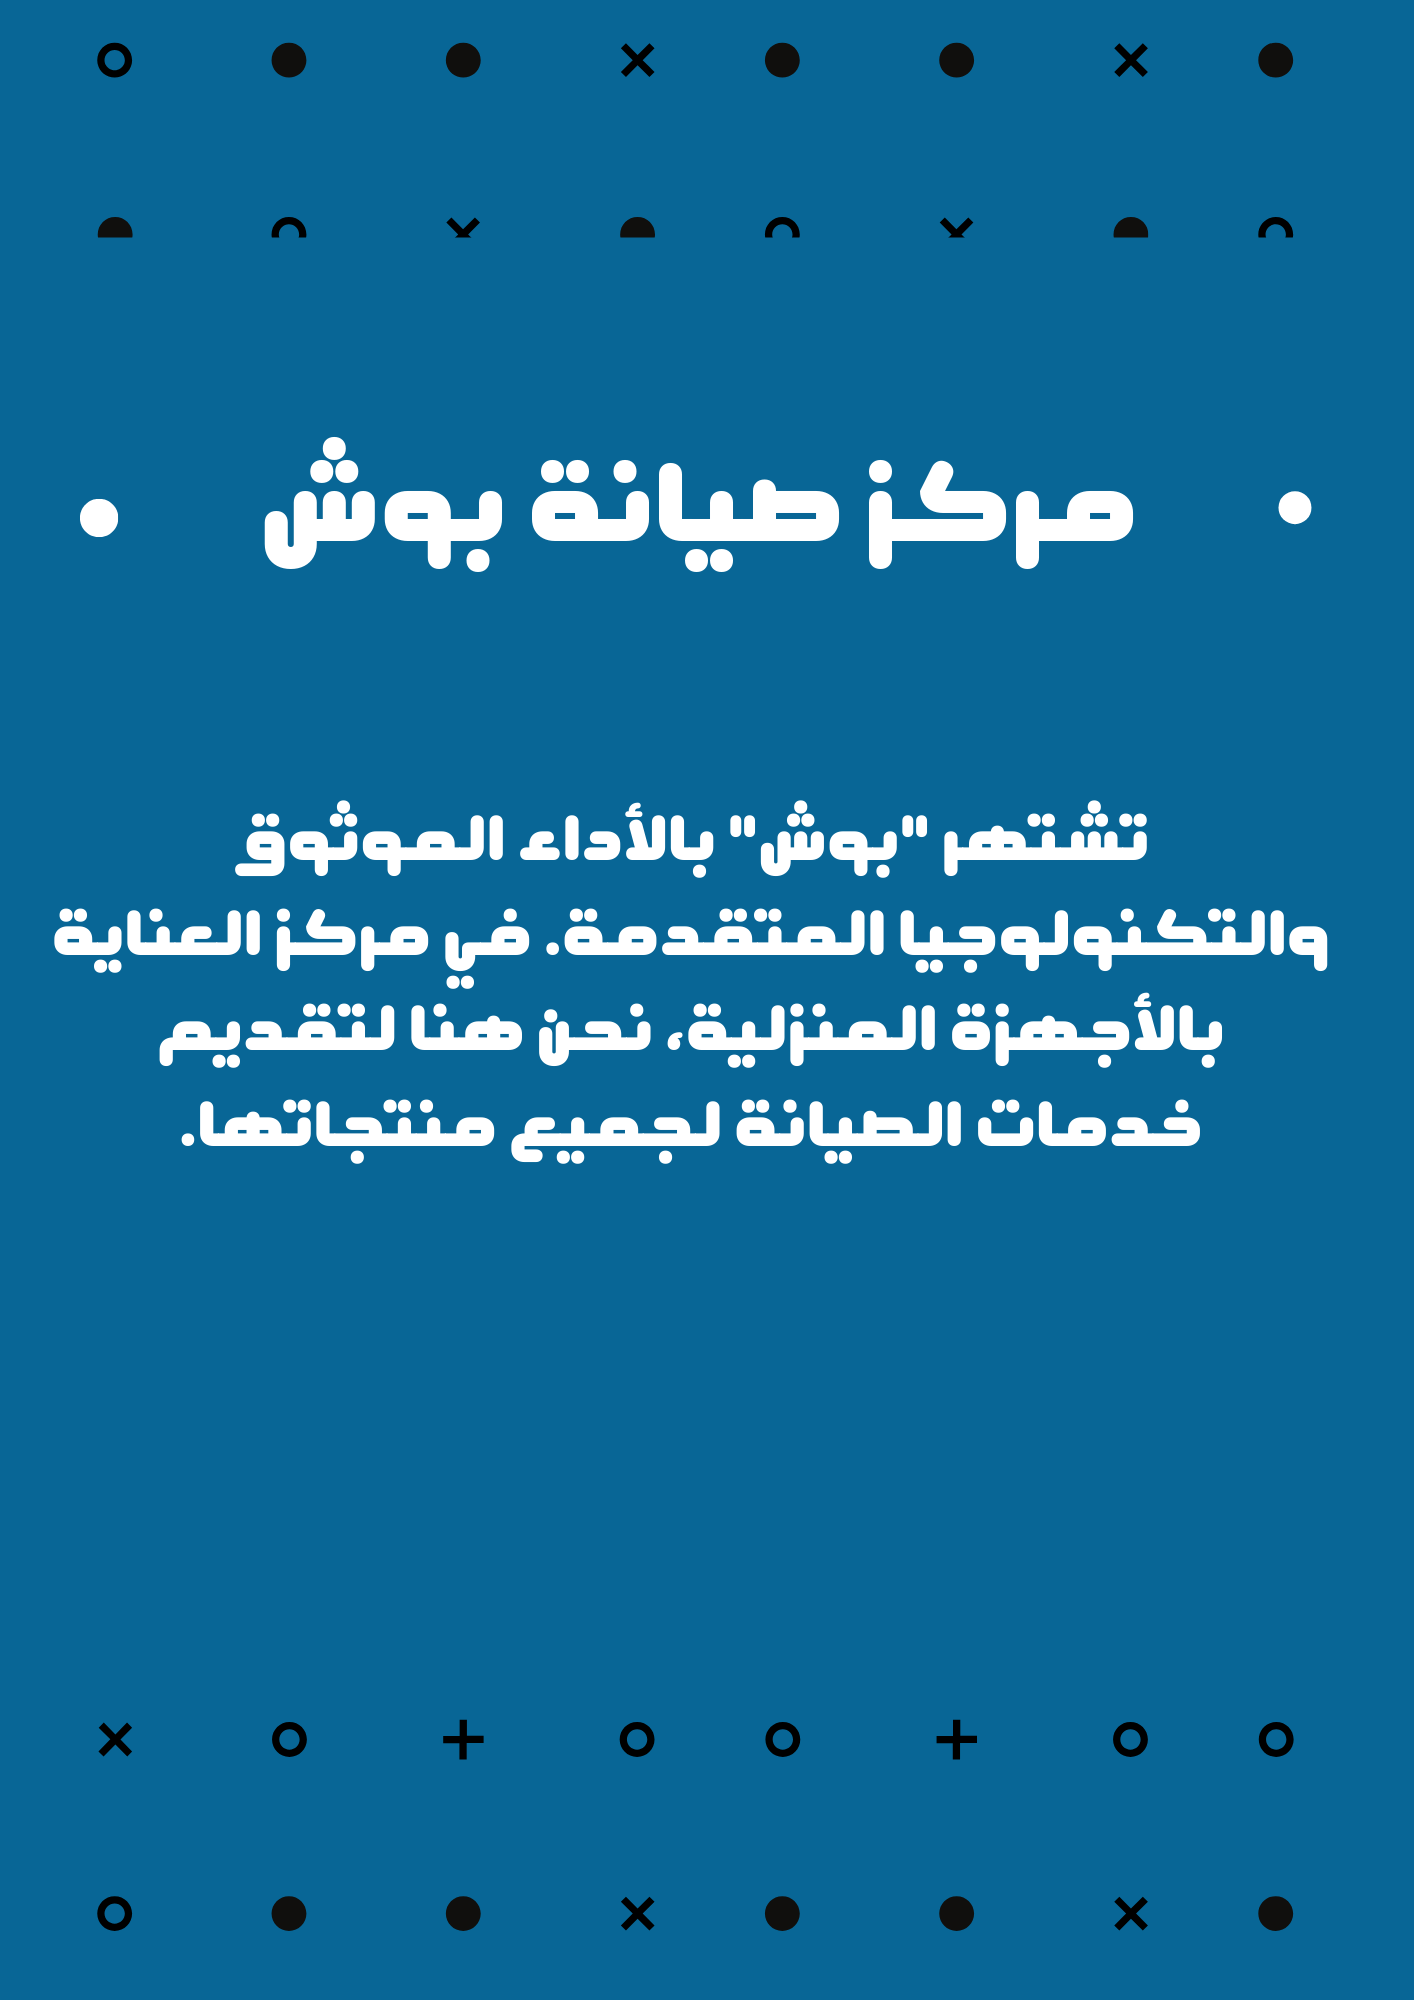 مركز صيانة بوش
تشتهر "بوش" بالأداء الموثوق
والتكنولوجيا المتقدمة. في مركز العناية
بالأجهزة المنزلية، نحن هنا لتقديم
خدمات الصيانة لجميع منتجاتها.